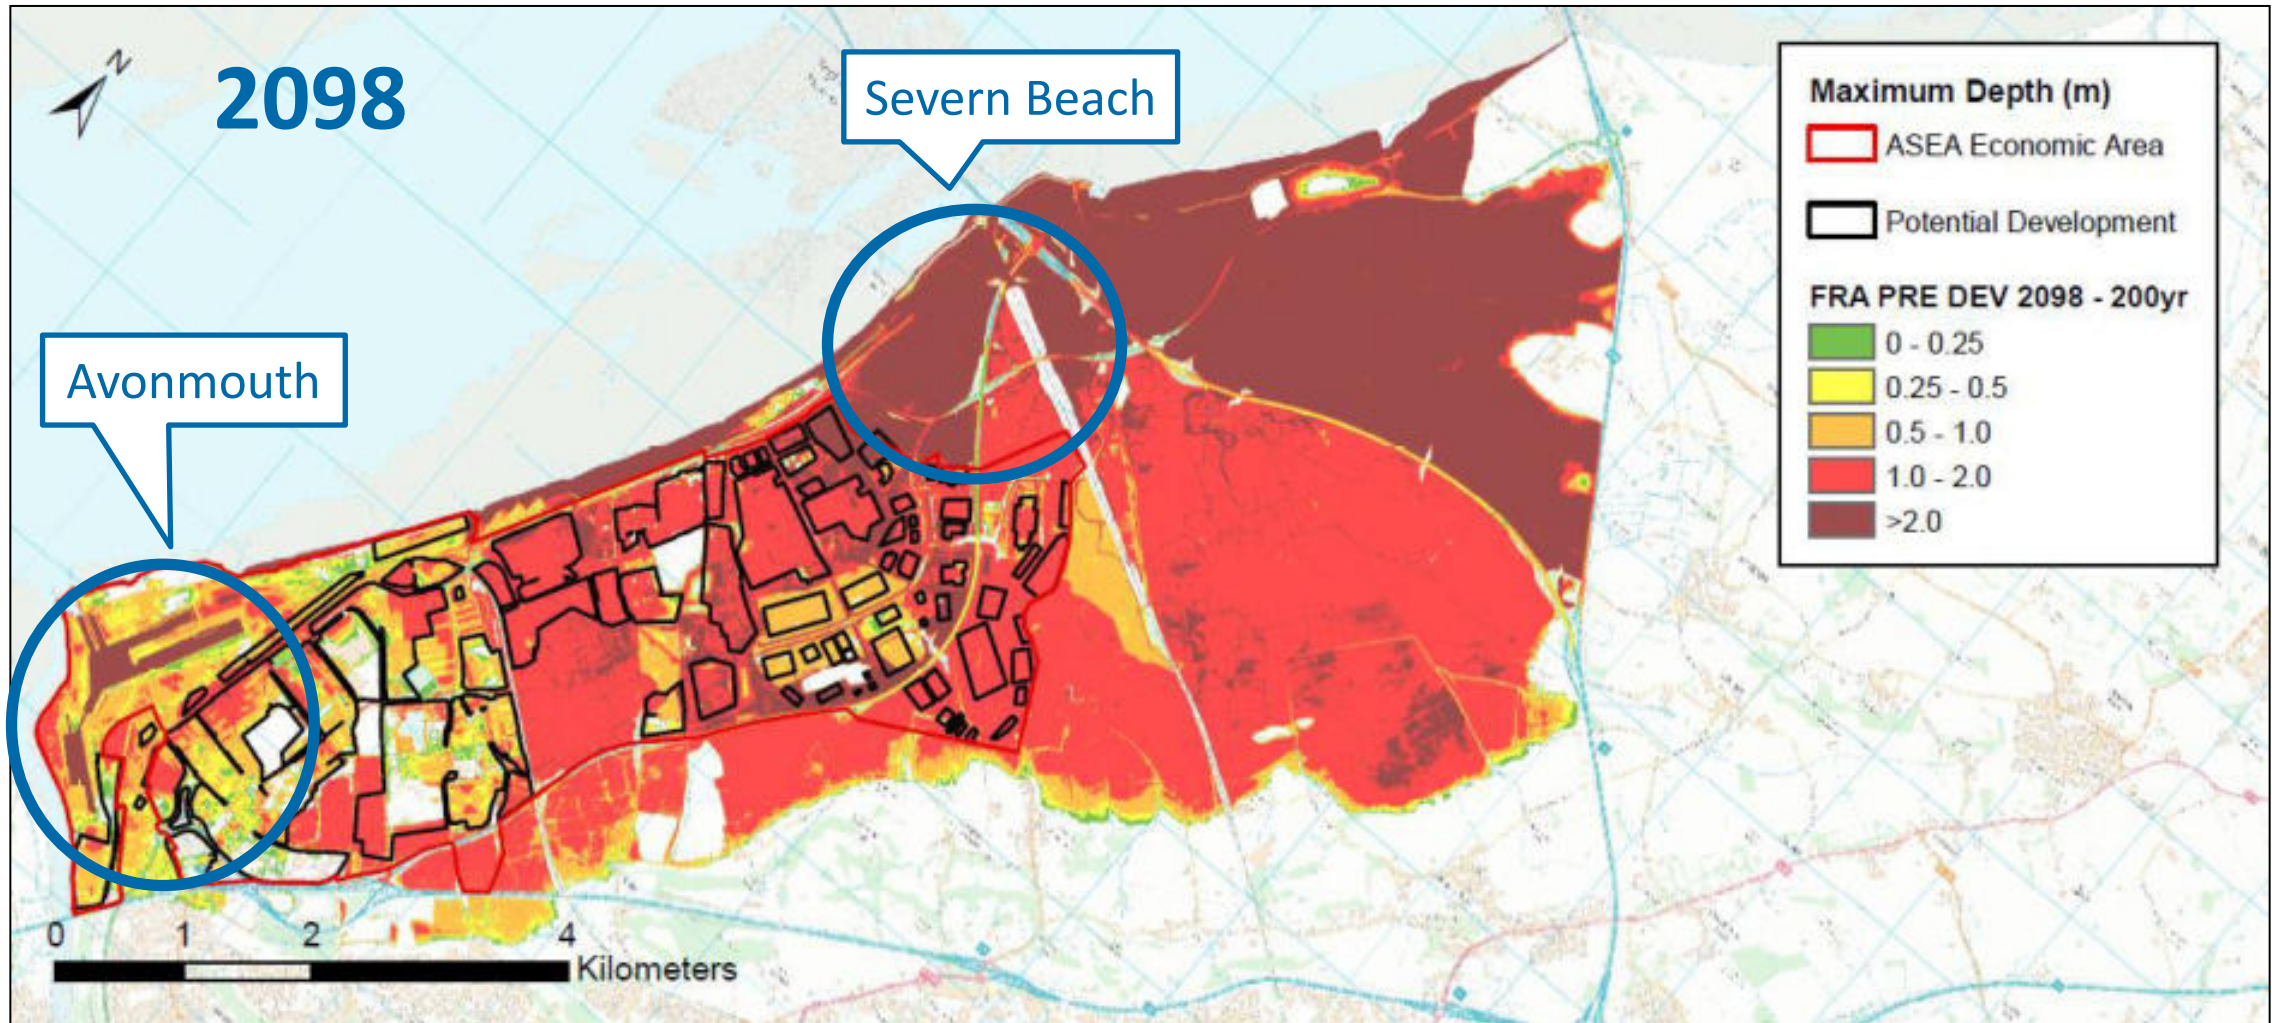 N
2098
Severn Beach
Avonmouth
Maximum Depth (m)
ASEA Economic Area
Potential Development
FRA PRE DEV 2098 - 200yr
0 - 0.25
0.25 - 0.5
0.5 - 1.0
1.0 - 2.0
>2.0
0 1 2 4
Kilometers